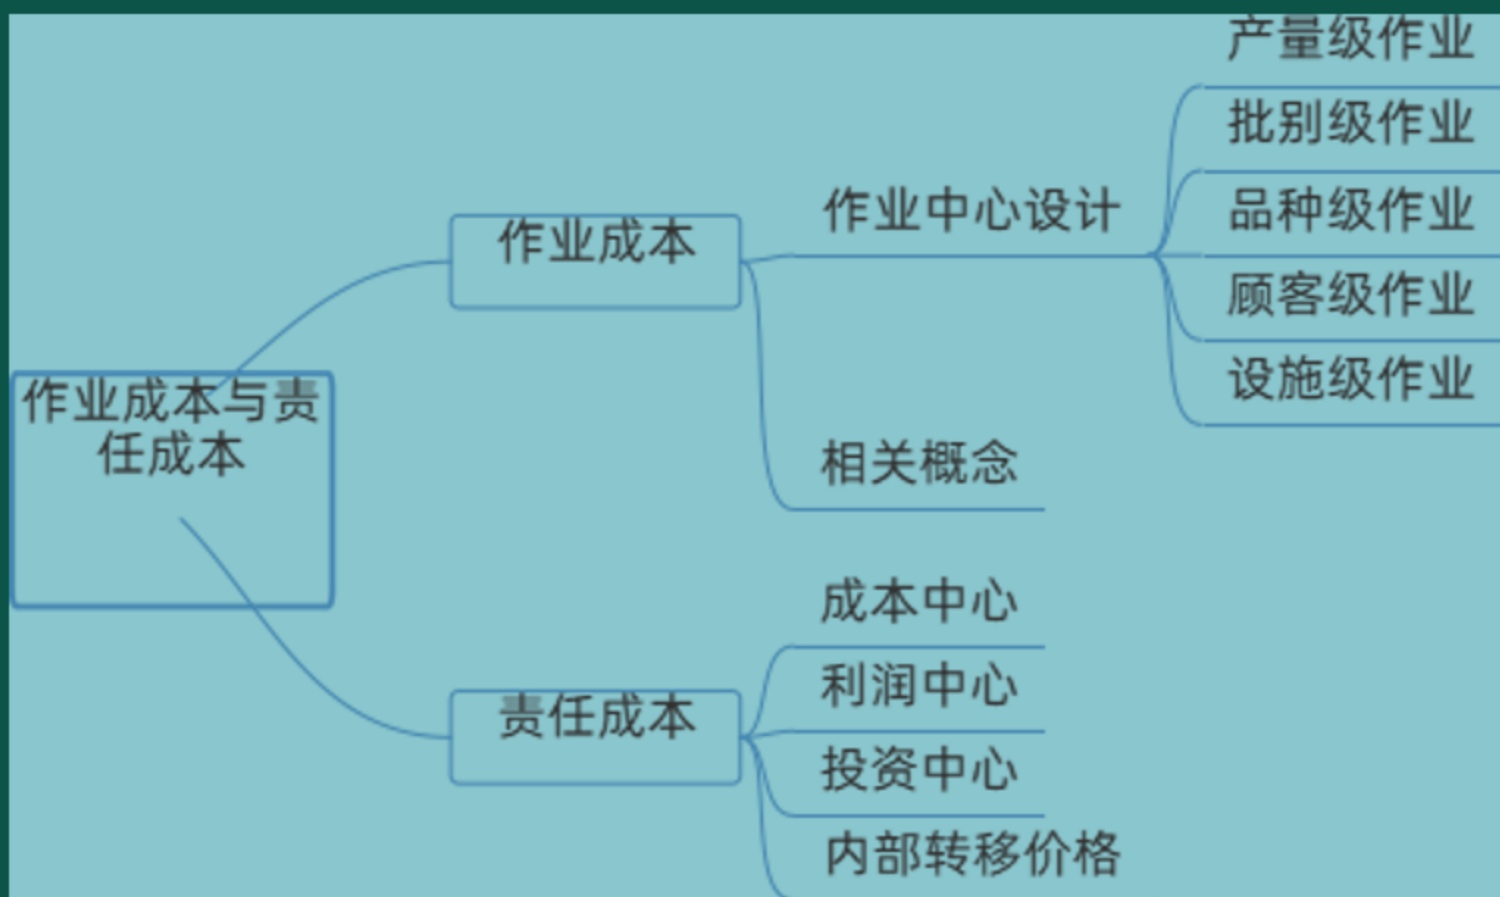 作业成本与责
任成本
作业成本
作业中心设计
产量级作业
批别级作业
品种级作业
顾客级作业
设施级作业
相关概念
责任成本
成本中心
利润中心
投资中心
内部转移价格